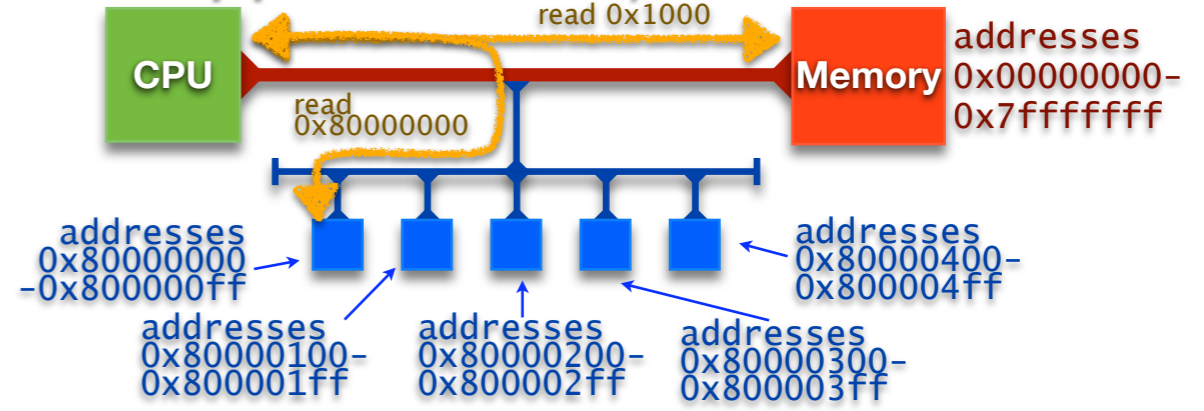 read 0x1000
CPU
Memory
addresses
0x00000000-
0x7fffffff
read
0x80000000
addresses
0x80000000
-0x800000ff
addresses
0x80000100-
0x800001ff
addresses
0x80000200-
0x800002ff
addresses
0x80000300-
0x800003ff
addresses
0x80000400-
0x800004ff